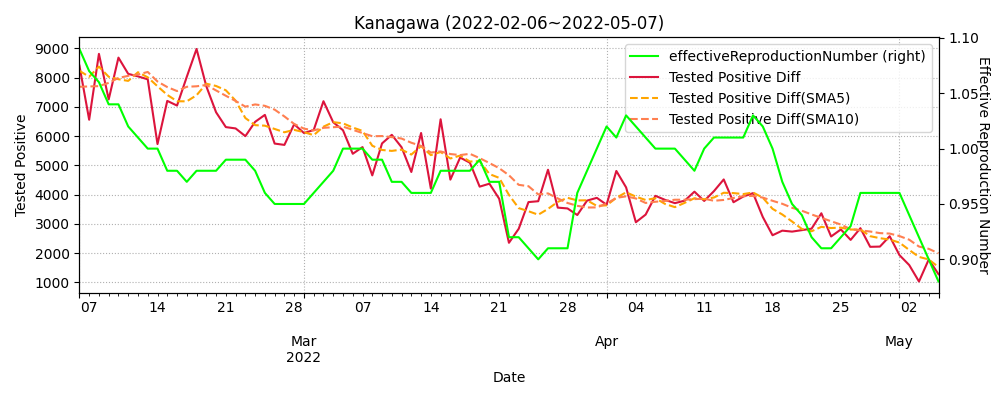 Kanagawa (2022-02-06~2022-05-07)
effectiveReproductionNumber (right)
Tested Positive Diff
Tested Positive Diff(SMA5)
Tested Positive Diff(SMA10)
Tested Positive
9000
8000
7000
6000
5000
4000
3000
2000
1000
1.10
1.05
1.00
0.95
0.90
Effective Reproduction Number
07 14 21 28 07 14 21 28 04 11 18 25 02
Mar Apr May
2022
Date